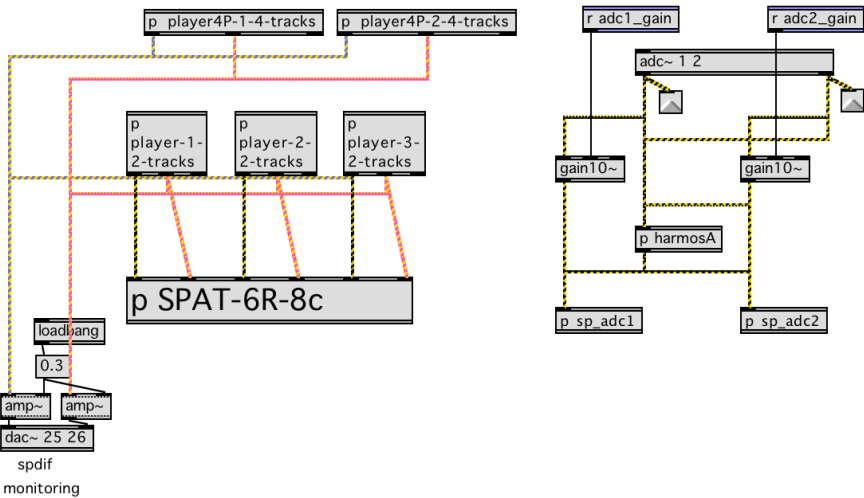 p player4P-1-4-tracks
p player4P-2-4-tracks
r adc1_gain
r adc2_gain
adc~ 1 2
p
player-1-
2-tracks
p
player-2-
2-tracks
p
player-3-
2-tracks
gain10~
gain10~
p harmosA
p SPAT-6R-8c
p sp_adc1
p sp_adc2
loadbang
0.3
amp~
amp~
dac~ 25 26
spdif
monitoring